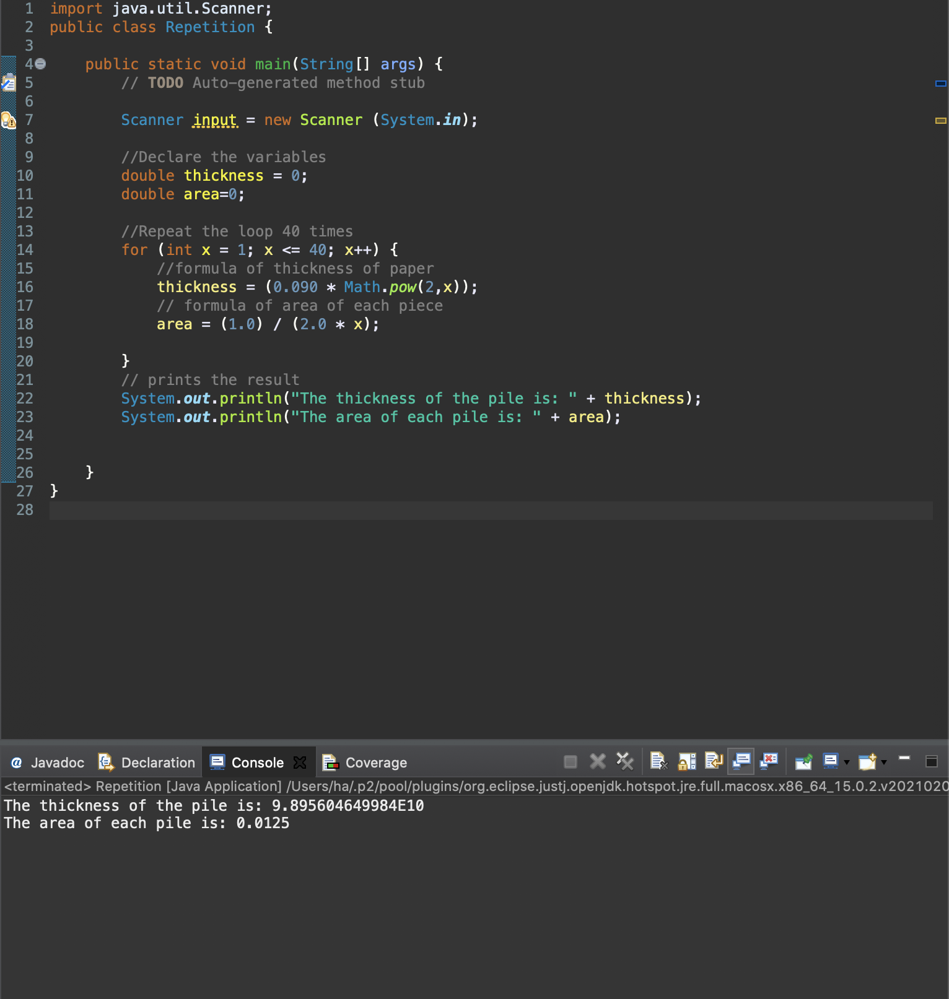 1 import java.util.Scanner;
2 public class Repetition {
3
4 public static void main(String[] args) {
5 // TODO Auto-generated method stub
6
7 Scanner input = new Scanner (System.in);
8
9 //Declare the variables
10 double thickness = 0;
11 double area=0;
12
13 //Repeat the loop 40 times
14 for (int x = 1; x <= 40; x++) {
15 //formula of thickness of paper
16 thickness = (0.090 * Math.pow(2,x));
17 // formula of area of each piece
18 area = (1.0) / (2.0 * x);
19
20 }
21 // prints the result
22 System.out.println("The thickness of the pile is: " + thickness);
23 System.out.println("The area of each pile is: " + area);
24
25
26 }
27 }
28
@ Javadoc Declaration Console Coverage
<terminated> Repetition [Java Application] /Users/ha/.p2/pool/plugins/org.eclipse.justj.openjdk.hotspot.jre.full.macosx.x86_64_15.0.2.v2021020
The thickness of the pile is: 9.895604649984E10
The area of each pile is: 0.0125